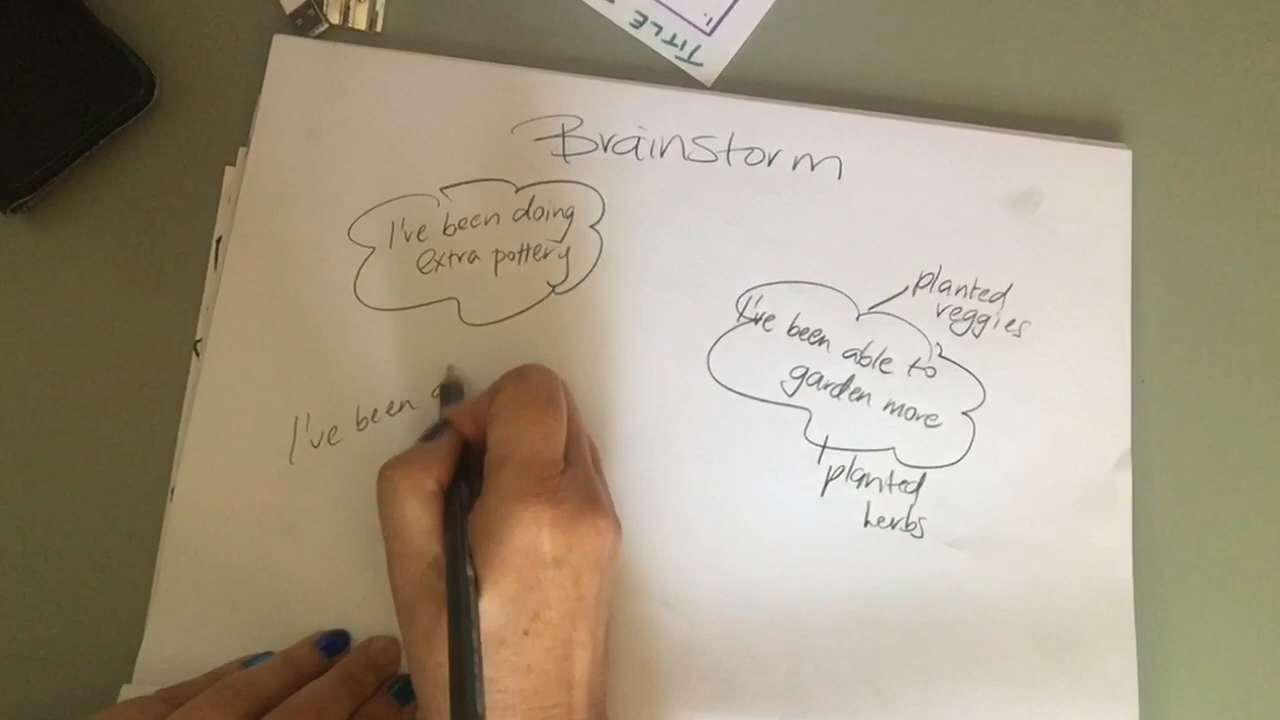 TITLE
1.
Brainstorm
I've been doing
extra pottery
planted
veggies
I've been able to
garden more
planted
herbs
I've been